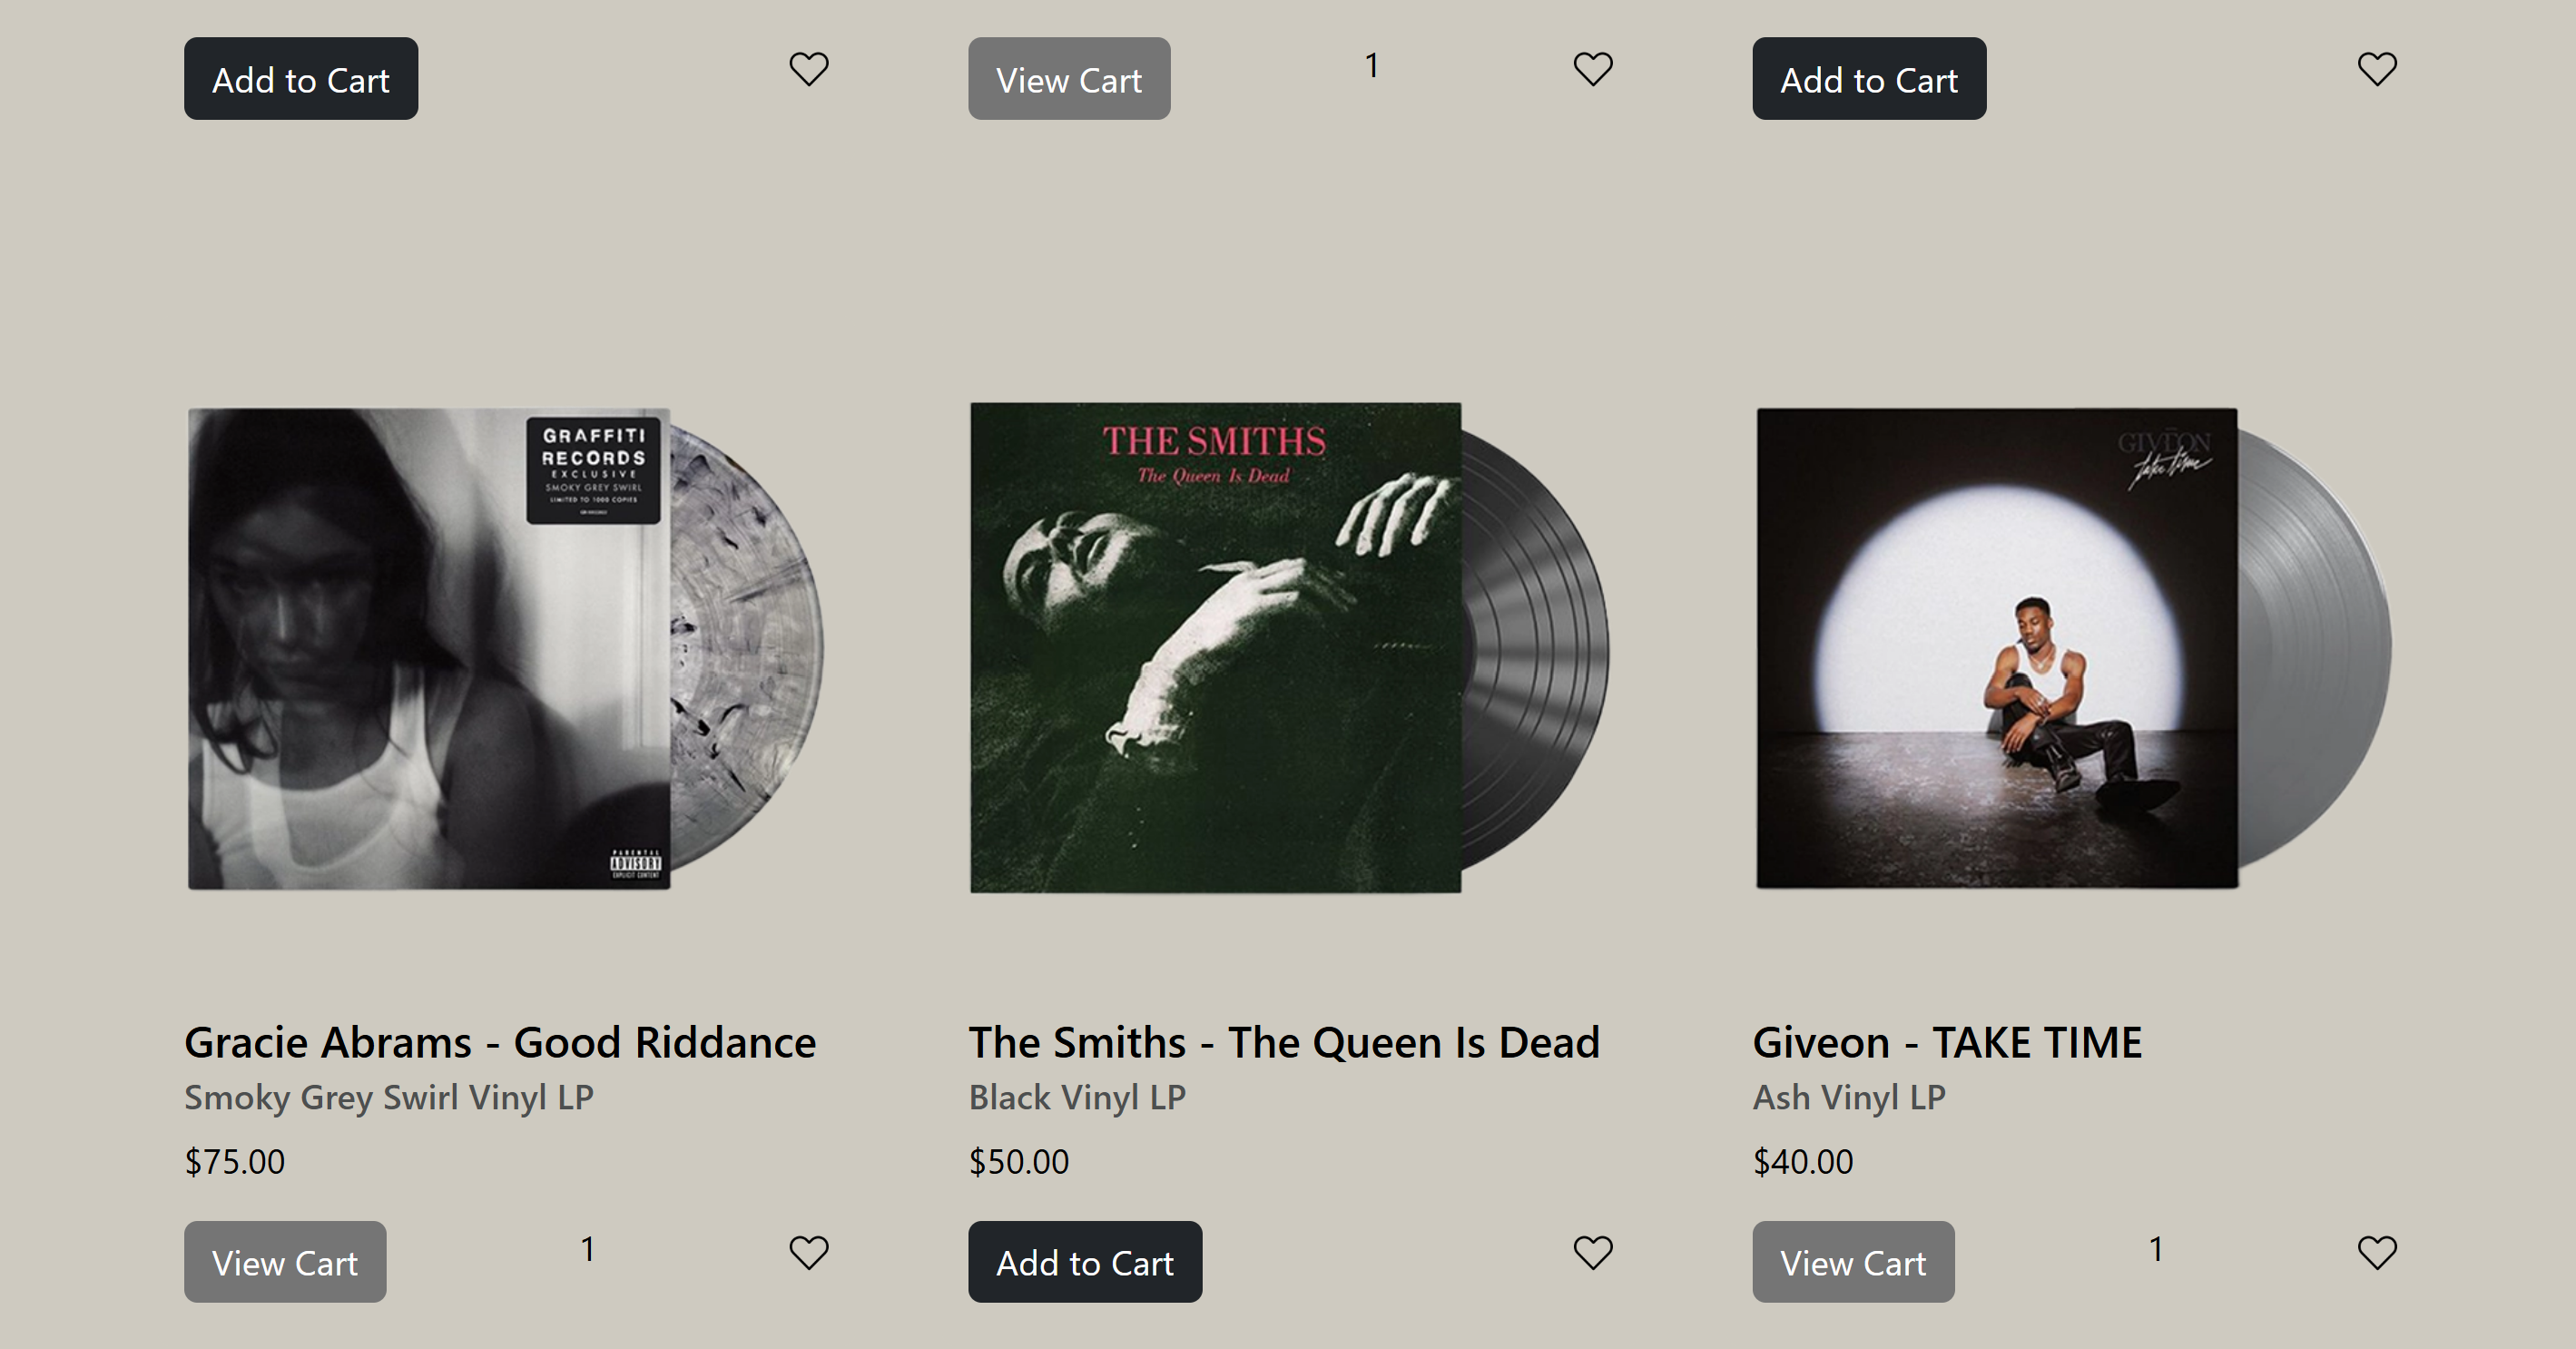 Add to Cart
View Cart
1
Add to Cart
GRAFFITI
RECORDS
EXCLUSIVE
SMOKY GREY SWIRL
LIMITED TO 1000 COPIES
PARENTAL
ADVISORY
EXPLICIT CONTENT
THE SMITHS
The Queen Is Dead
GIVĒON
take time
Gracie Abrams - Good Riddance
Smoky Grey Swirl Vinyl LP
$75.00
View Cart
1
The Smiths - The Queen Is Dead
Black Vinyl LP
$50.00
Add to Cart
Giveon - TAKE TIME
Ash Vinyl LP
$40.00
View Cart
1